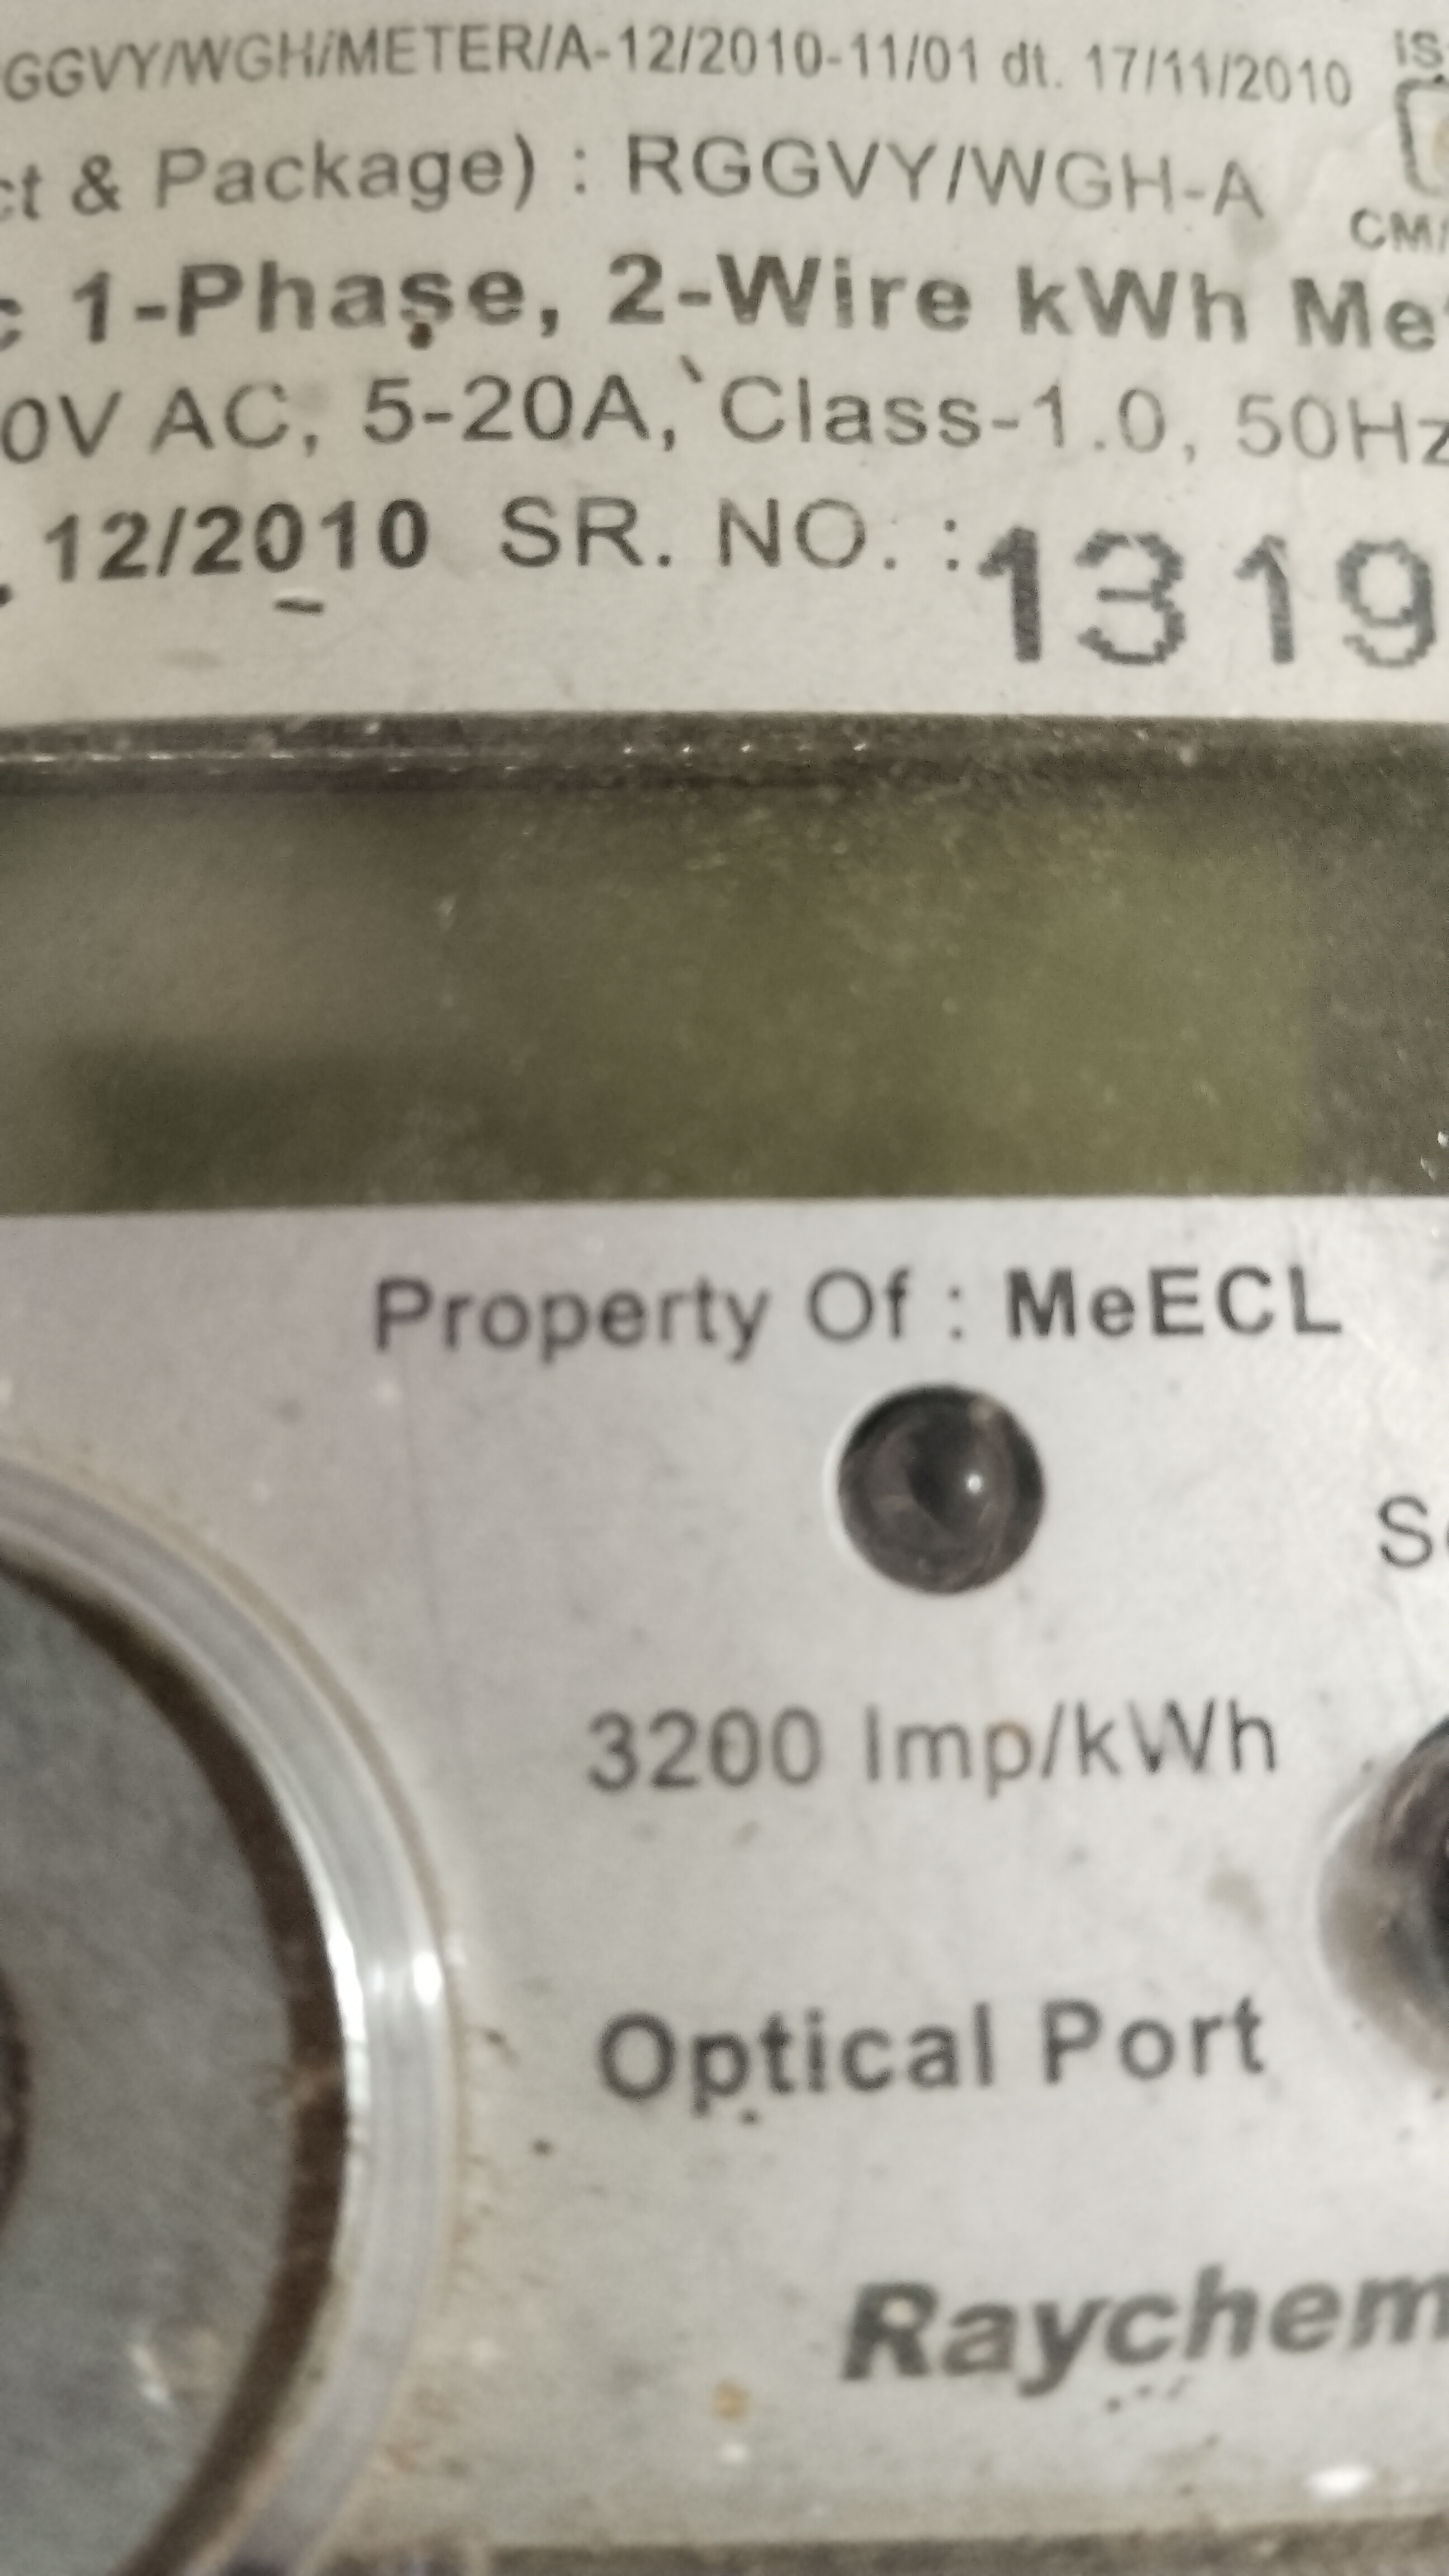 GGVY/WGH/METER/A-12/2010-11/01 dt. 17/11/2010
IS
ct & Package) : RGGVY/WGH-A
CM/
c 1-Phase, 2-Wire kWh Me
0V AC, 5-20A, Class-1.0, 50Hz
12/2010 SR. NO. : 1319
Property Of : MeECL
3200 Imp/kWh
Optical Port
Raychem